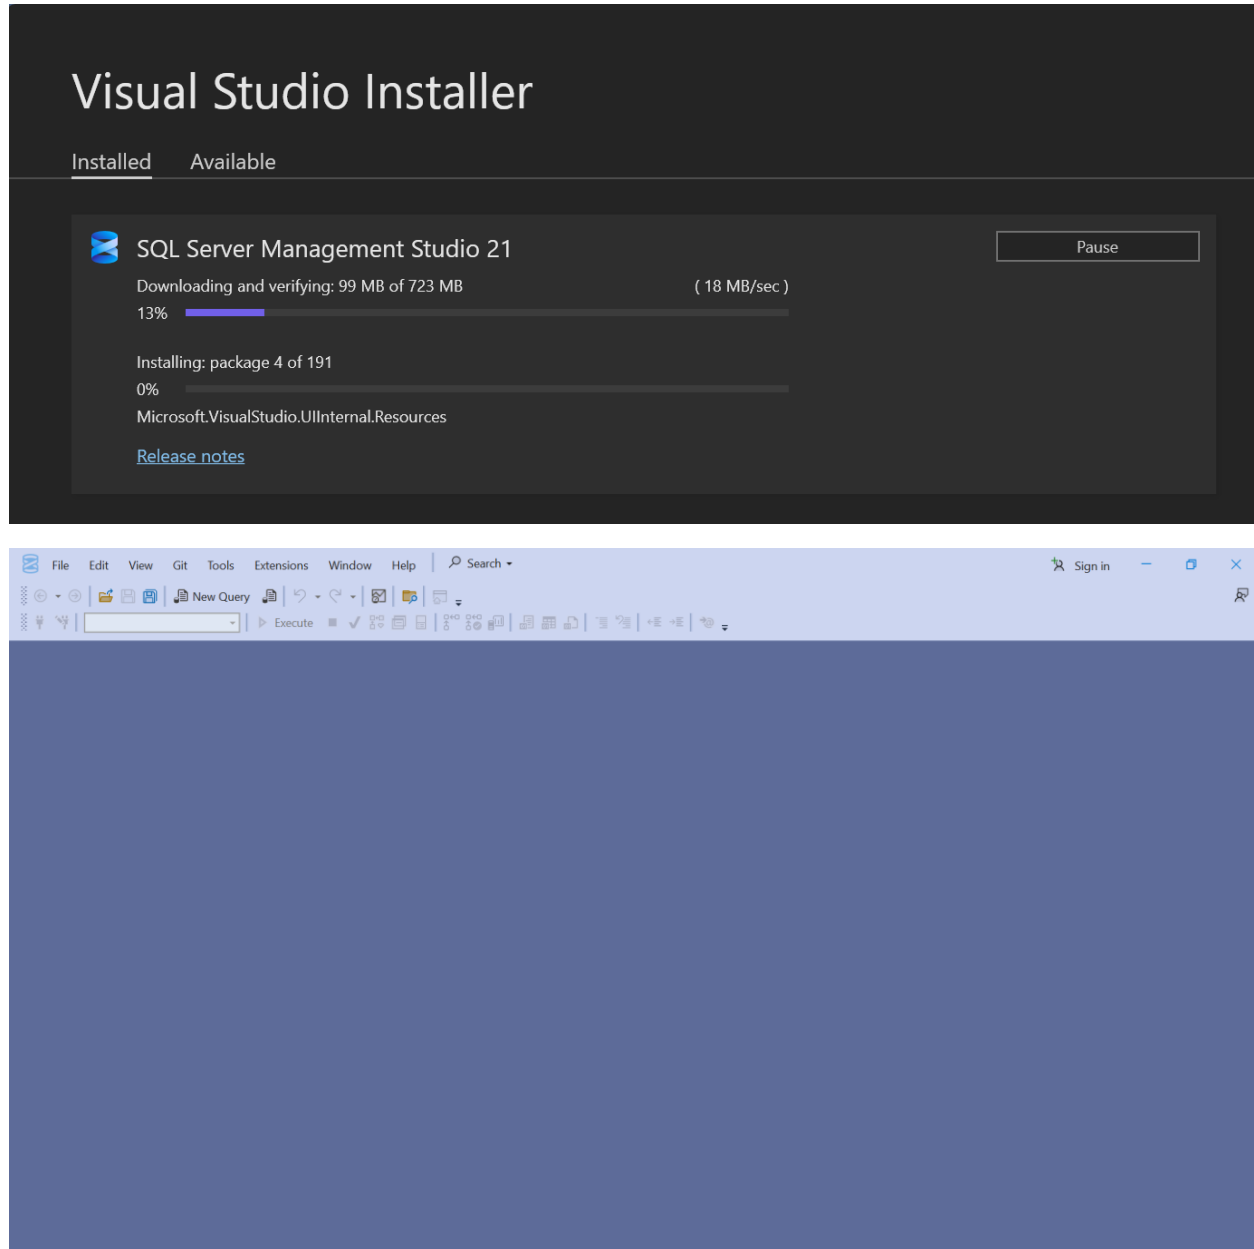 Visual Studio Installer
Installed Available
SQL Server Management Studio 21
Pause
Downloading and verifying: 99 MB of 723 MB ( 18 MB/sec )
13%
Installing: package 4 of 191
0%
Microsoft.VisualStudio.UIInternal.Resources
Release notes
File Edit View Git Tools Extensions Window Help Search Sign in
New Query
Execute